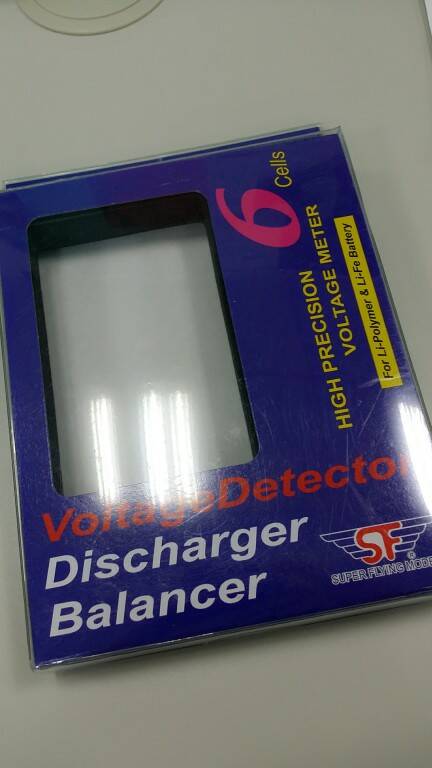 6 Cells
HIGH PRECISION
VOLTAGE METER
For Li-Polymer & Li-Fe Battery
VoltageDetector
Discharger
Balancer
SF
®
SUPER FLYING MODEL